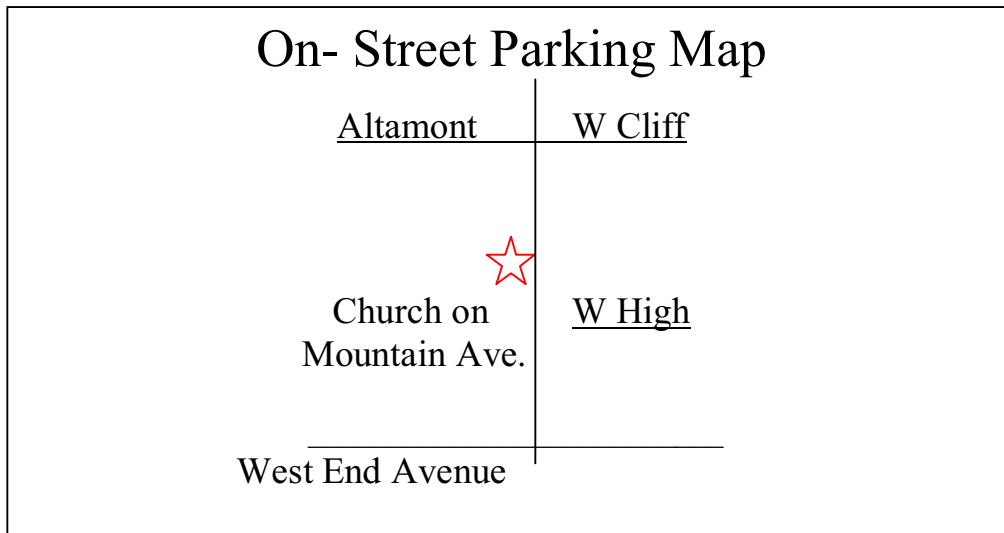 On- Street Parking Map
Altamont
W Cliff
Church on
Mountain Ave.
W High
West End Avenue